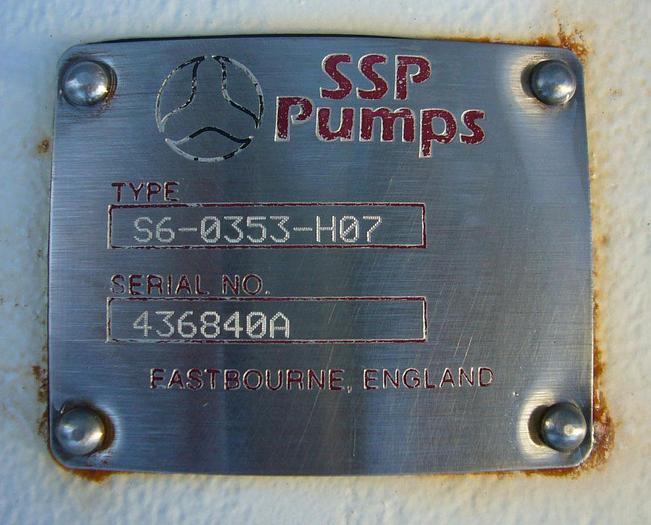 SSP
Pumps
TYPE
S6-0353-H07
SERIAL NO.
436840A
EASTBOURNE, ENGLAND